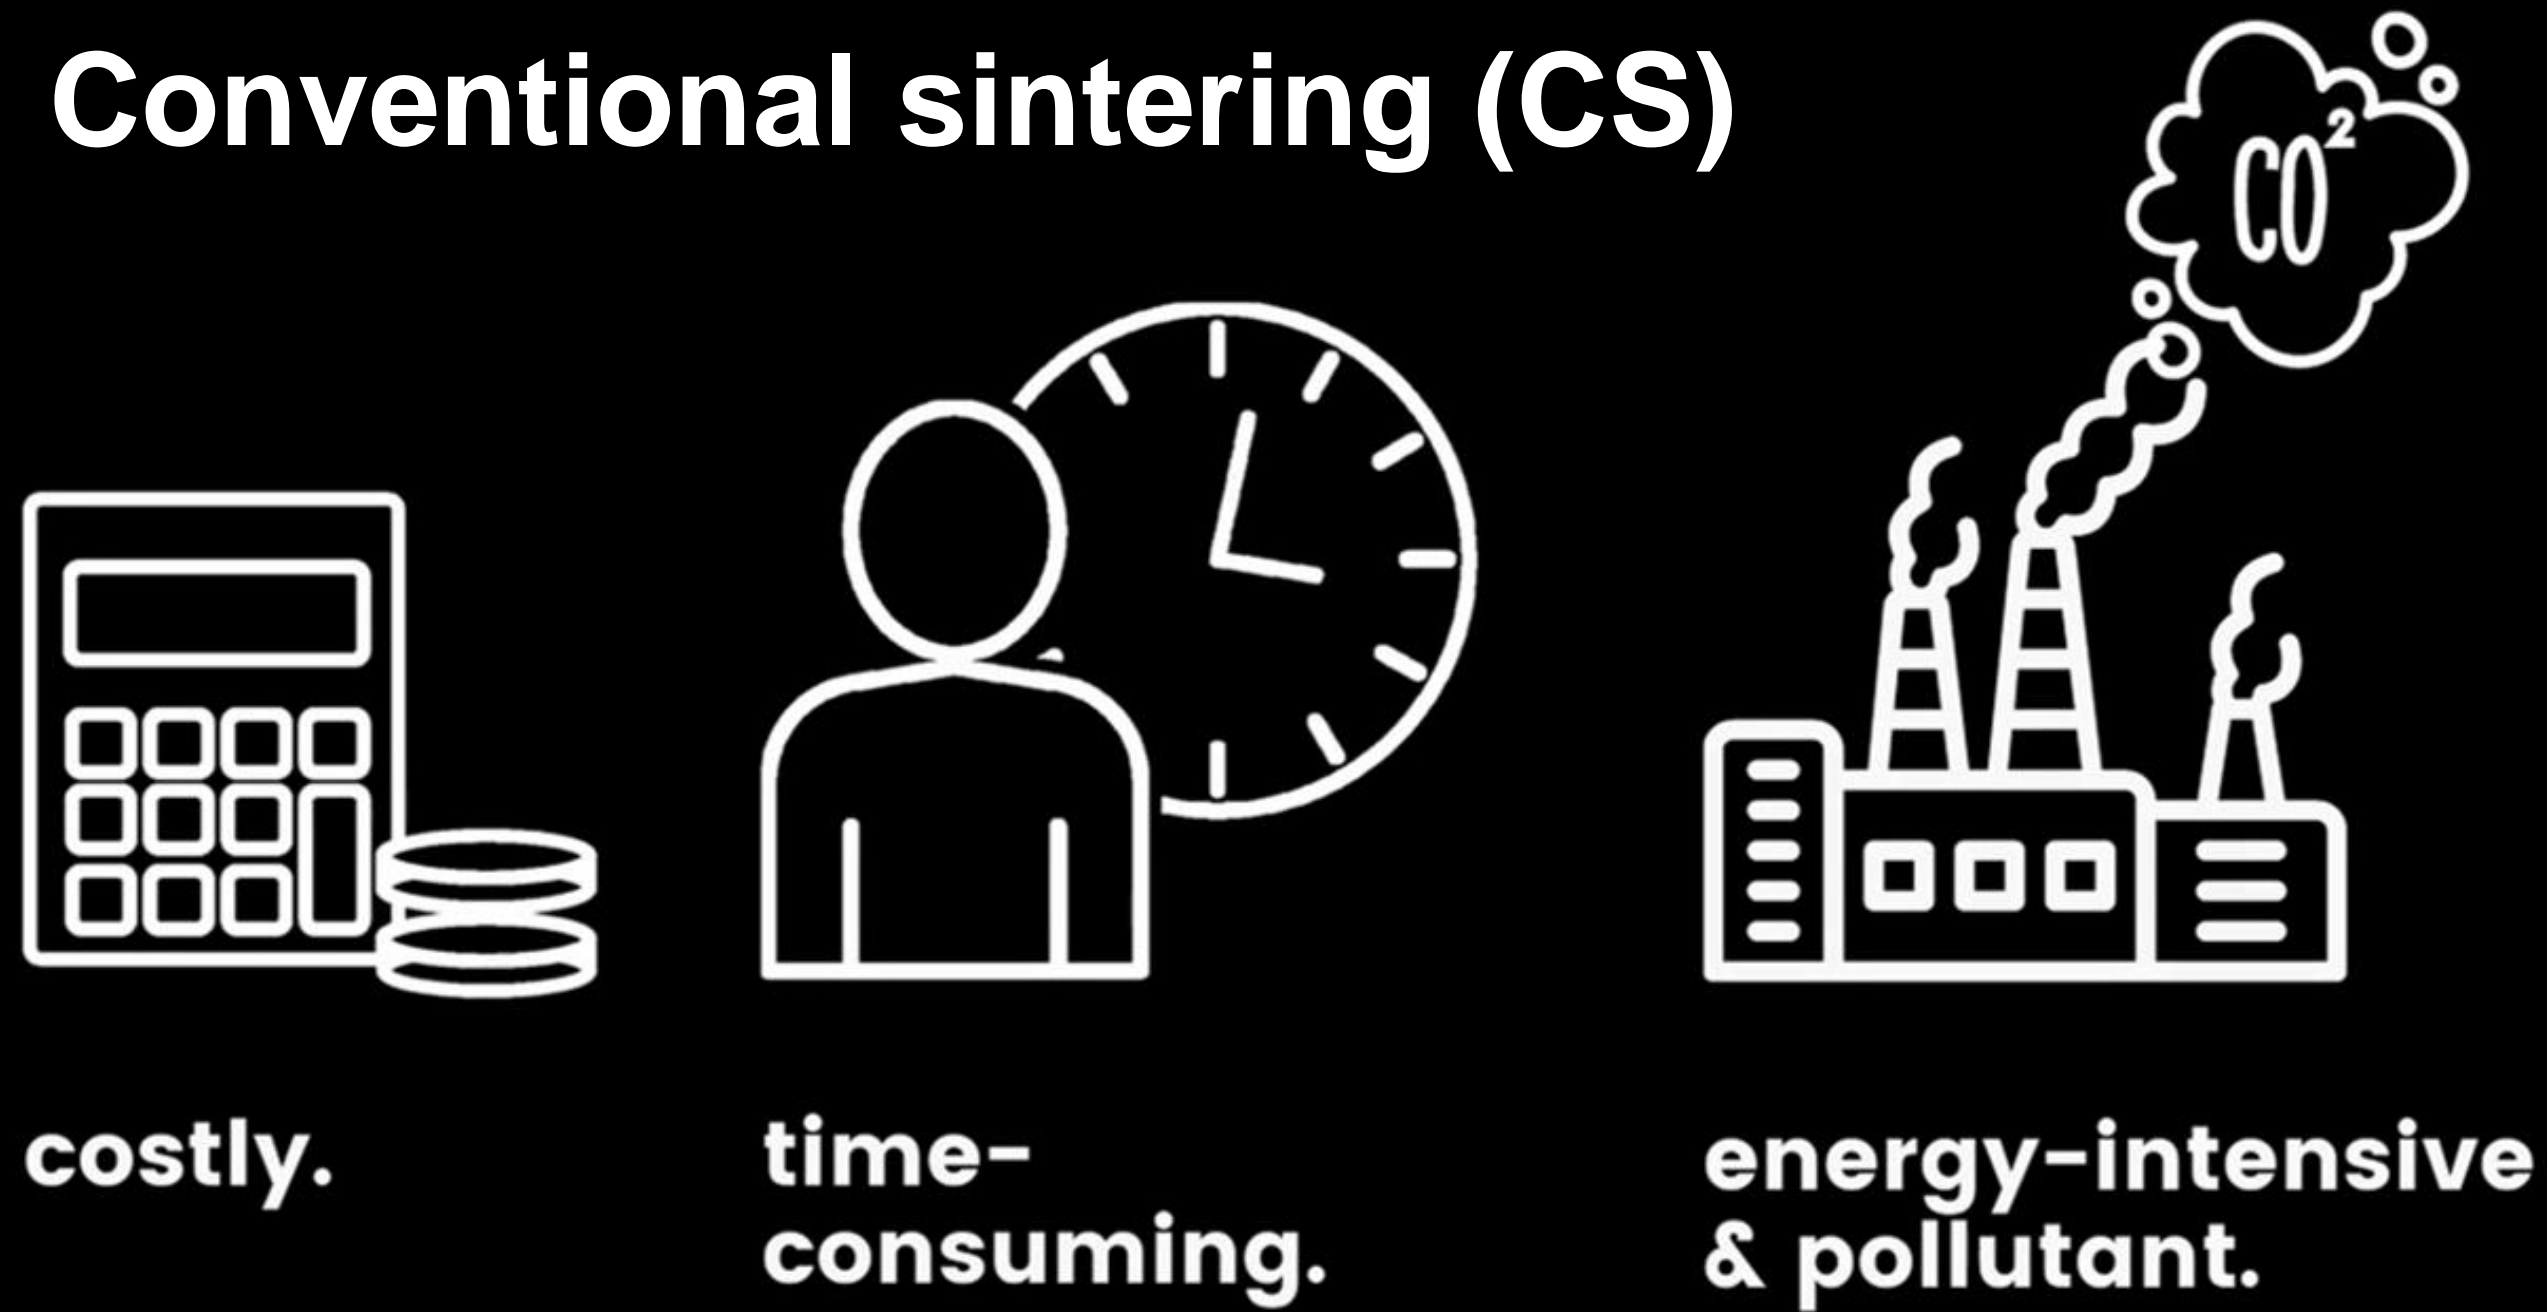 Conventional sintering (CS)
CO²
costly.
time-
consuming.
energy-intensive
& pollutant.